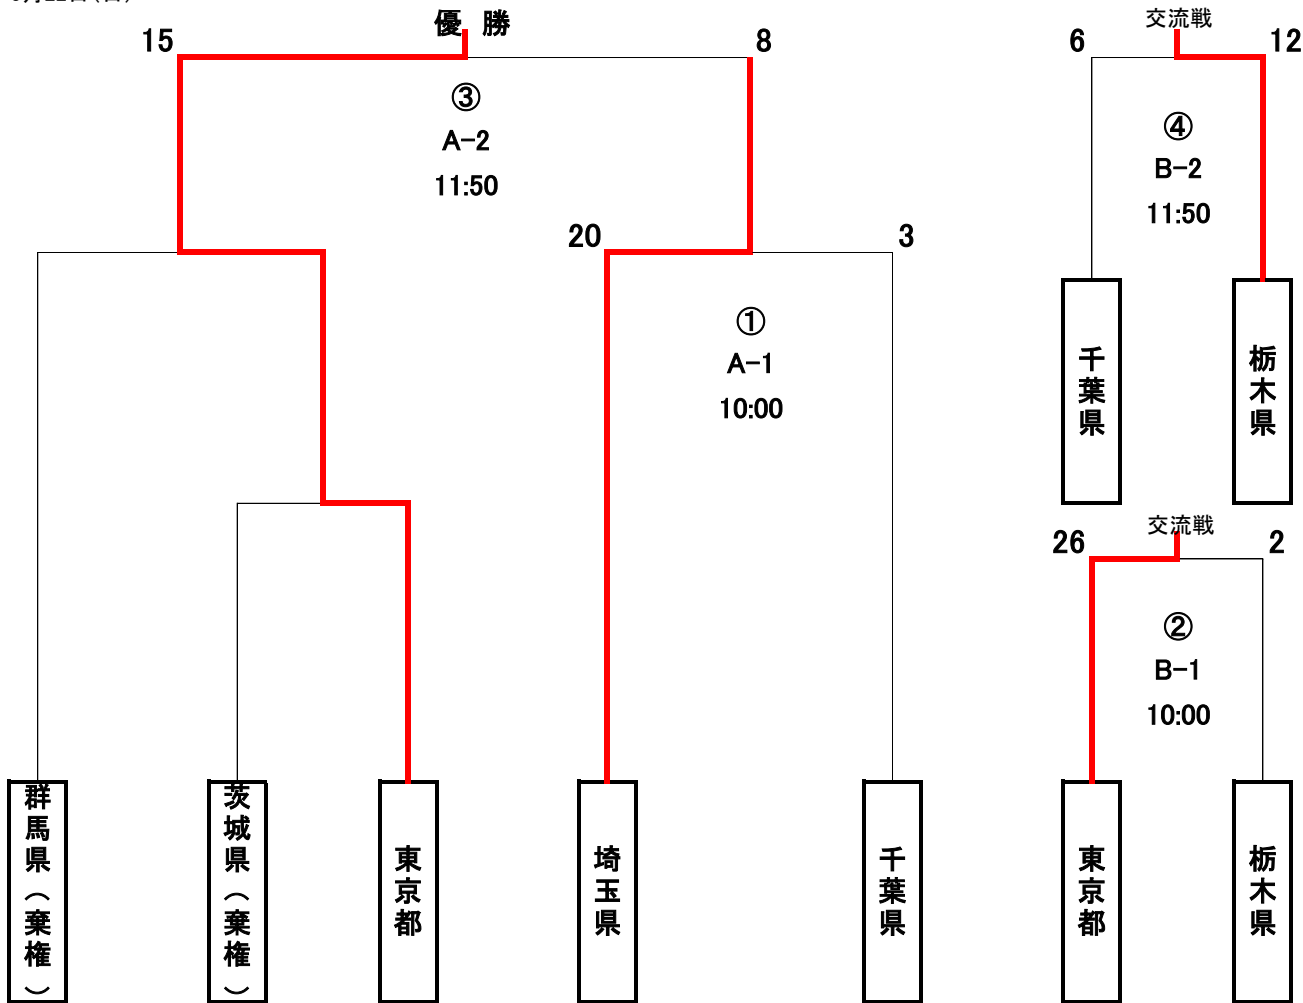 優 勝
15
8
③
A-2
11:50
20
3
①
A-1
10:00
群馬県（棄権）
茨城県（棄権）
東京都
埼玉県
千葉県
交流戦
6
12
④
B-2
11:50
千葉県
栃木県
交流戦
26
2
②
B-1
10:00
東京都
栃木県